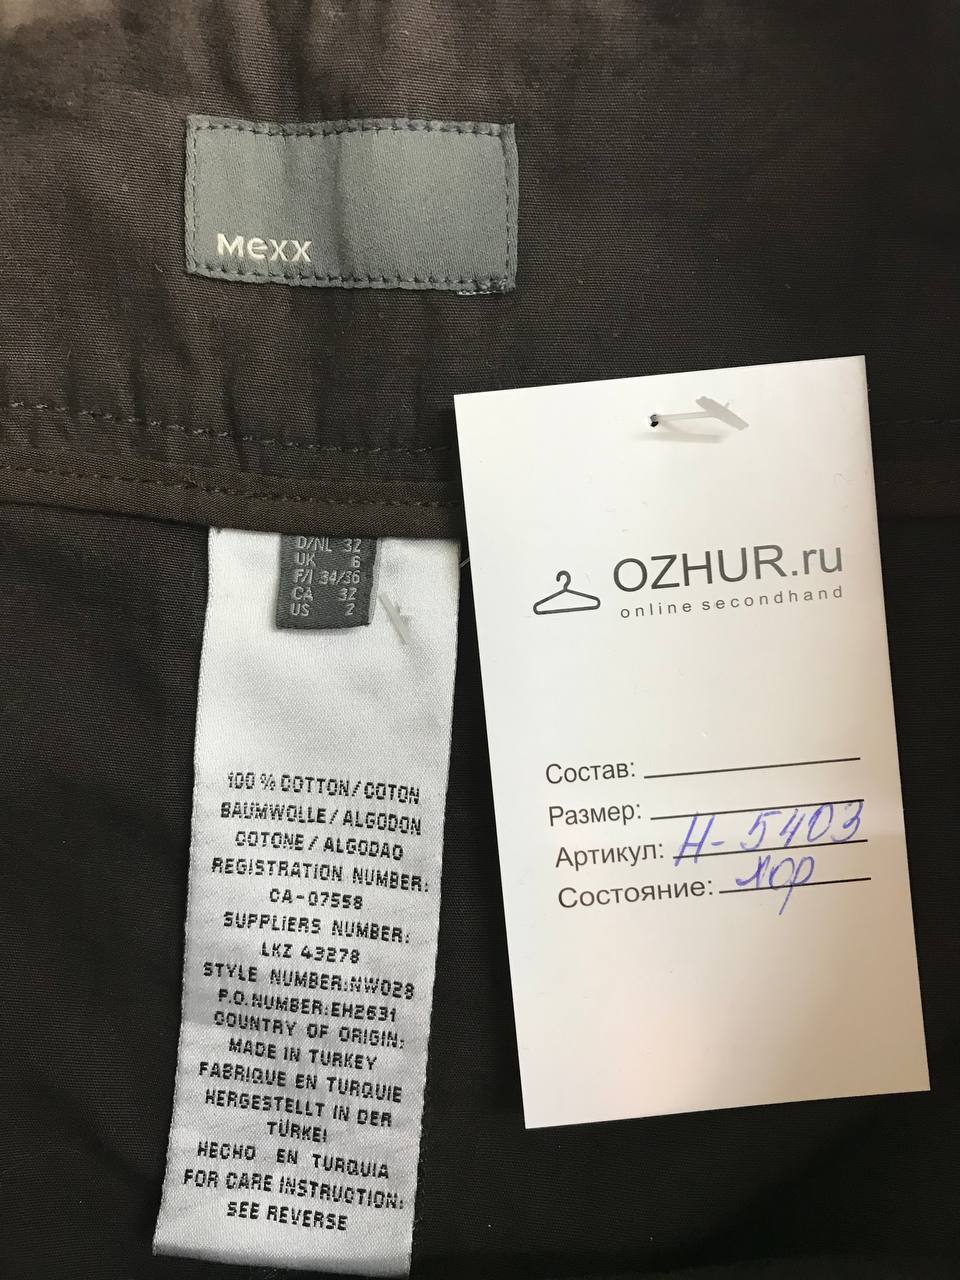 Mexx
D/NL 32
UK 6
F/I 34/36
CA 32
US 2
100 % COTTON/COTON
BAUMWOLLE/ALGODON
COTONE/ALGODAO
REGISTRATION NUMBER:
CA-07558
SUPPLIERS NUMBER:
LKZ 43278
STYLE NUMBER:NW028
P.O.NUMBER:EH2631
COUNTRY OF ORIGIN:
MADE IN TURKEY
FABRIQUE EN TURQUIE
HERGESTELLT IN DER
TÜRKEI
HECHO EN TURQUIA
FOR CARE INSTRUCTION:
SEE REVERSE
OZHUR.ru
online secondhand
Состав:
Размер:
Артикул: Н-5403
Состояние: хор